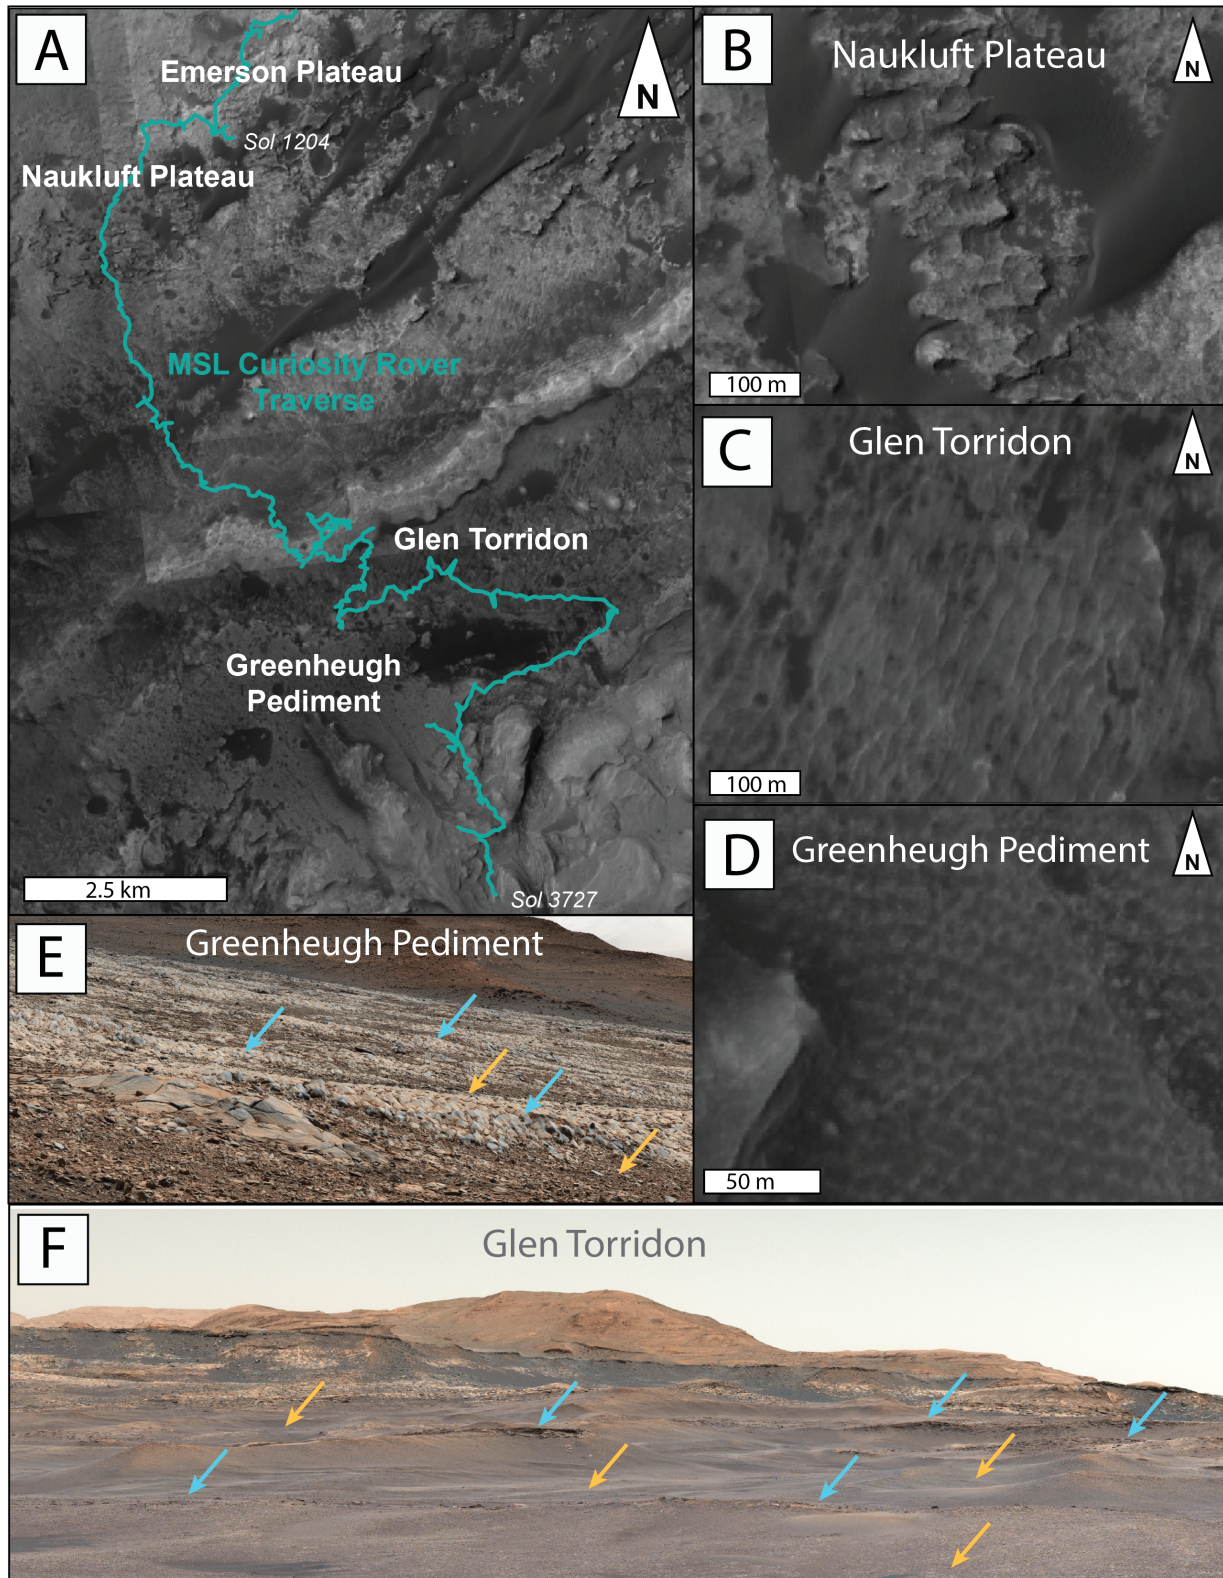 A
N
Emerson Plateau
Sol 1204
Naukluft Plateau
MSL Curiosity Rover
Traverse
Glen Torridon
Greenheugh
Pediment
2.5 km
Sol 3727
B
Naukluft Plateau
N
100 m
C
Glen Torridon
N
100 m
D
Greenheugh Pediment
N
50 m
E
Greenheugh Pediment
F
Glen Torridon